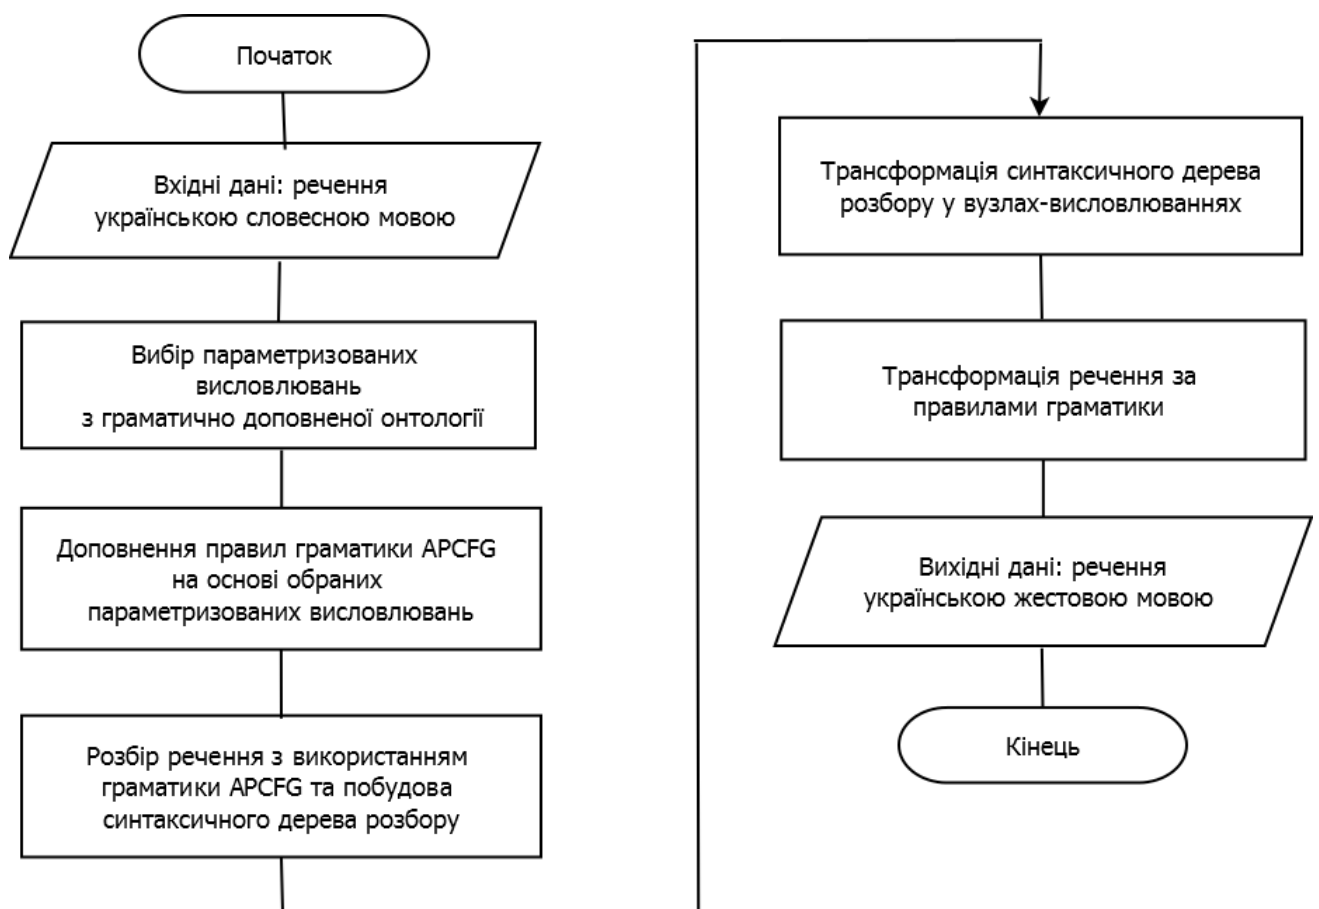 Початок
Вхідні дані: речення
українською словесною мовою
Вибір параметризованих
висловлювань
з граматично доповненої онтології
Доповнення правил граматики APCFG
на основі обраних
параметризованих висловлювань
Розбір речення з використанням
граматики APCFG та побудова
синтаксичного дерева розбору
Трансформація синтаксичного дерева
розбору у вузлах-висловлюваннях
Трансформація речення за
правилами граматики
Вихідні дані: речення
українською жестовою мовою
Кінець